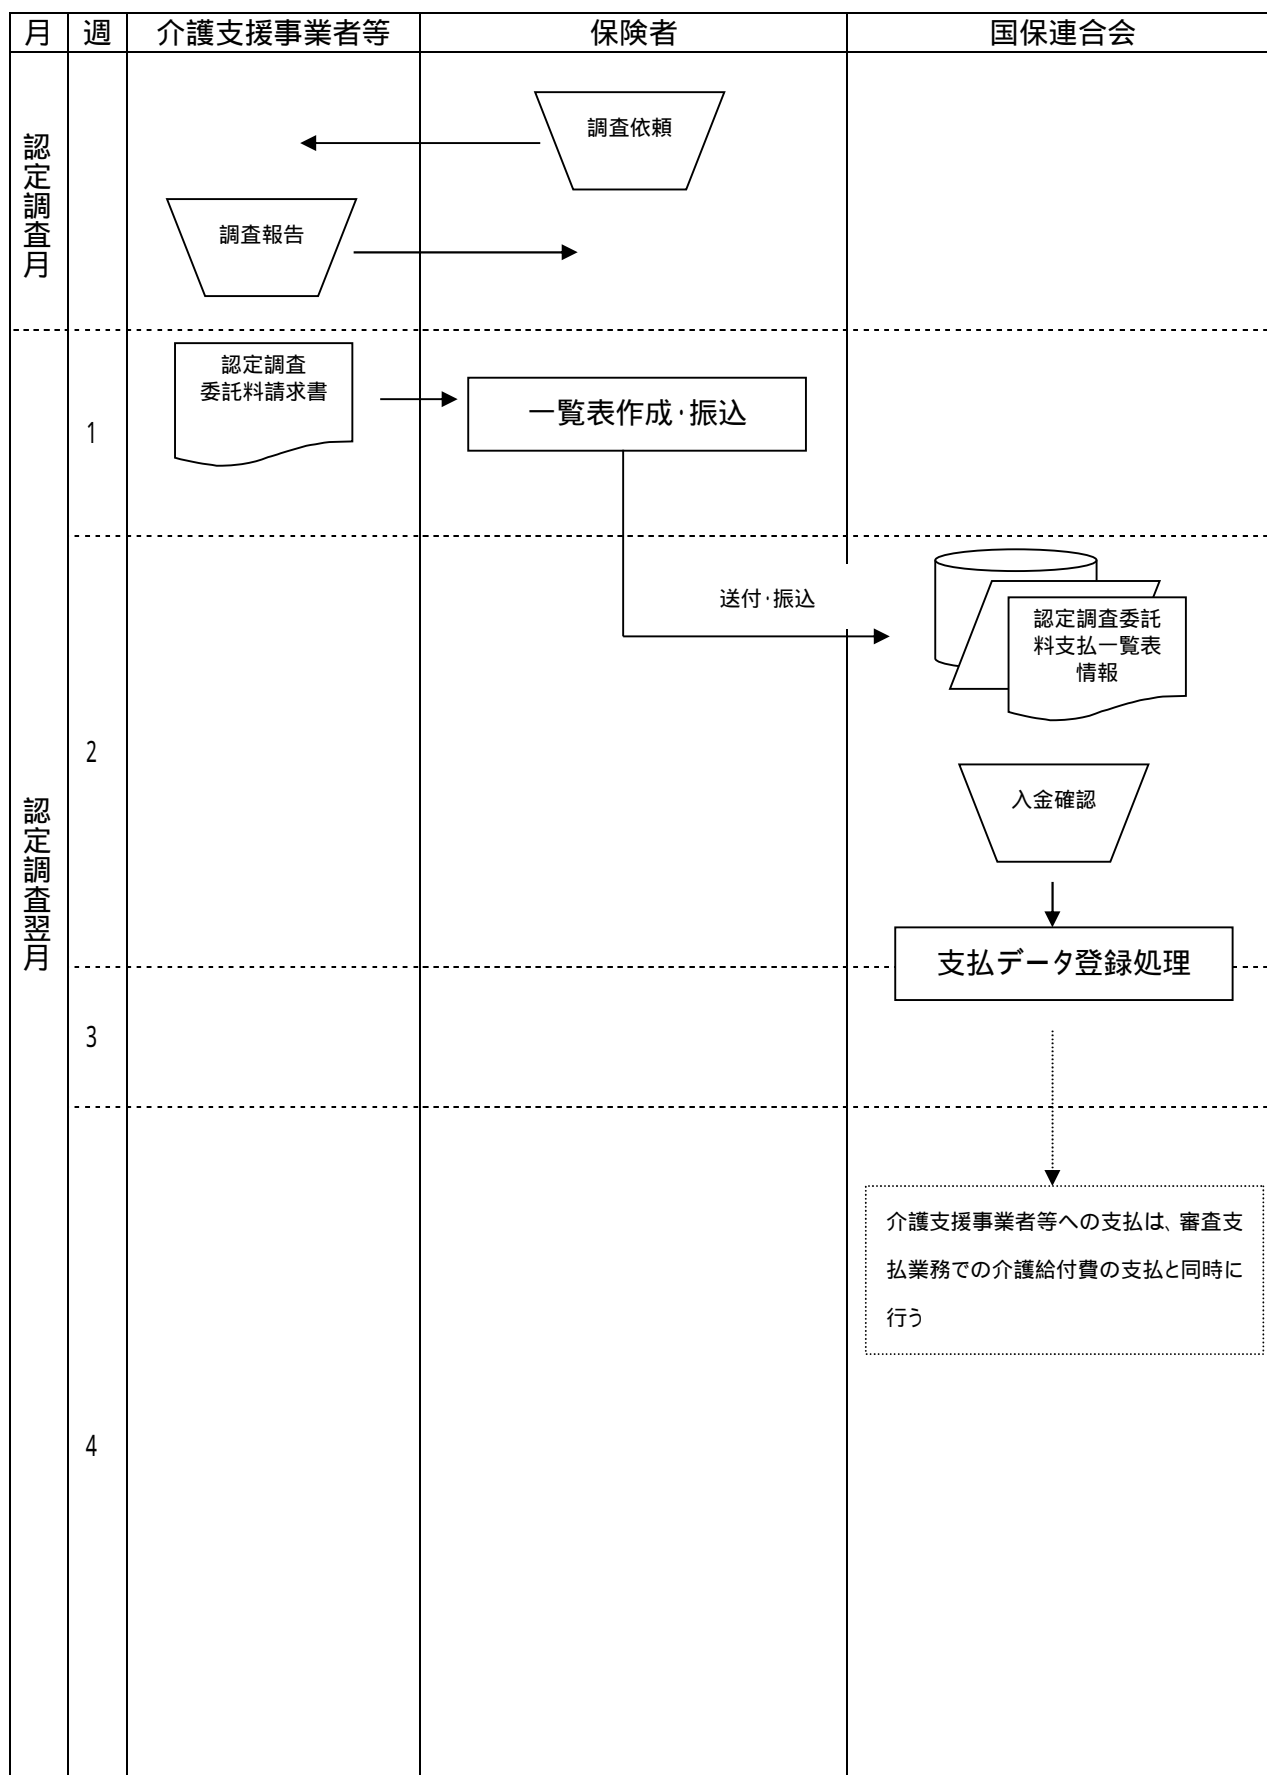 月 週 介護支援事業者等 保険者 国保連合会
認定調査月
調査依頼
調査報告
認定調査翌月
1
認定調査
委託料請求書
一覧表作成・振込
2
送付・振込
認定調査委託
料支払一覧表
情報
入金確認
支払データ登録処理
3
4
介護支援事業者等への支払は、審査支
払業務での介護給付費の支払と同時に
行う